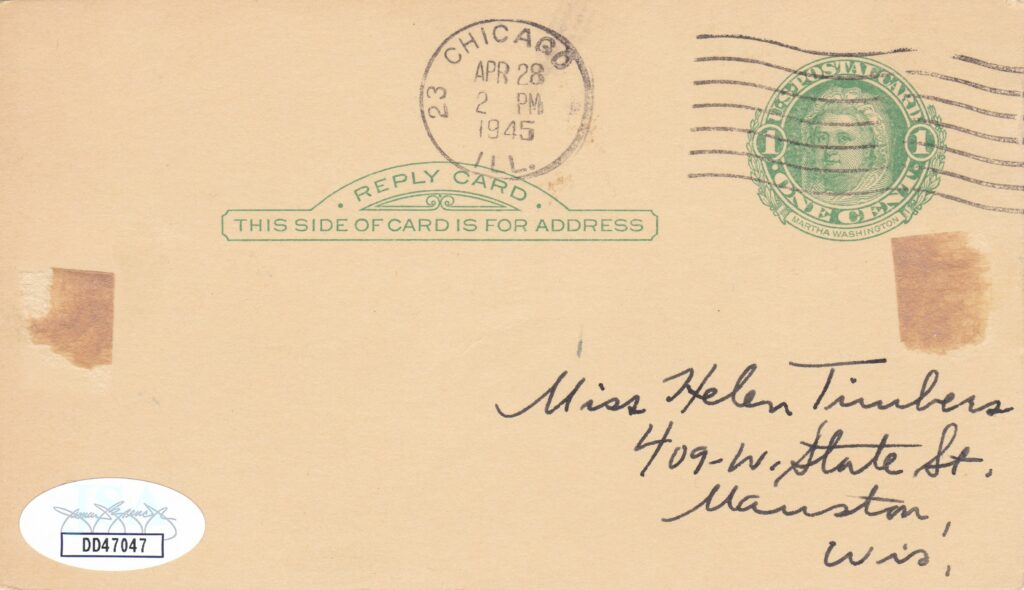 CHICAGO
23
APR 28
2 PM
1945
ILL.
U.S. POSTAL CARD
1 1
ONE CENT
MARTHA WASHINGTON
REPLY CARD
THIS SIDE OF CARD IS FOR ADDRESS
Miss Helen Timbers
409-W. State St.
Mauston,
Wis.
JSA
DD47047